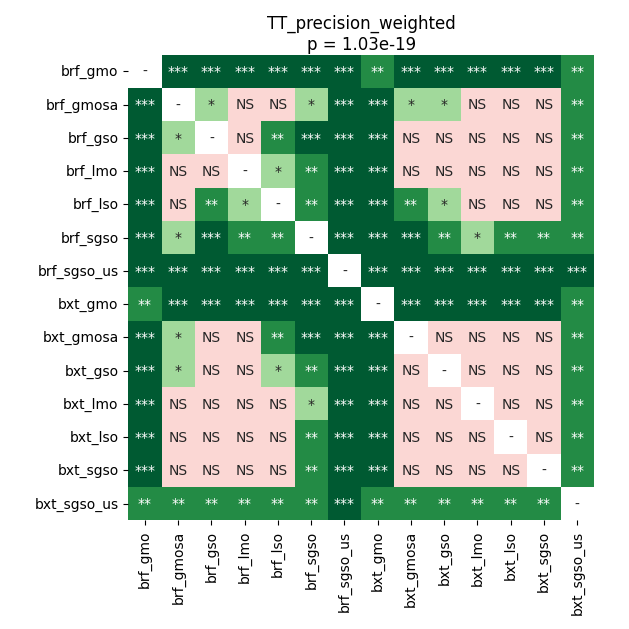 TT_precision_weighted
p = 1.03e-19
brf_gmo - *** *** *** *** *** *** ** *** *** *** *** *** **
brf_gmosa *** - * NS NS * *** *** * * NS NS NS **
brf_gso *** * - NS ** *** *** *** NS NS NS NS NS **
brf_lmo *** NS NS - * ** *** *** NS NS NS NS NS **
brf_lso *** NS ** * - ** *** *** ** * NS NS NS **
brf_sgso *** * *** ** ** - *** *** *** ** * ** ** **
brf_sgso_us *** *** *** *** *** *** - *** *** *** *** *** *** ***
bxt_gmo ** *** *** *** *** *** *** - *** *** *** *** *** **
bxt_gmosa *** * NS NS ** *** *** *** - NS NS NS NS **
bxt_gso *** * NS NS * ** *** *** NS - NS NS NS **
bxt_lmo *** NS NS NS NS * *** *** NS NS - NS NS **
bxt_lso *** NS NS NS NS ** *** *** NS NS NS - NS **
bxt_sgso *** NS NS NS NS ** *** *** NS NS NS NS - **
bxt_sgso_us ** ** ** ** ** ** *** ** ** ** ** ** ** -
brf_gmo brf_gmosa brf_gso brf_lmo brf_lso brf_sgso brf_sgso_us bxt_gmo bxt_gmosa bxt_gso bxt_lmo bxt_lso bxt_sgso bxt_sgso_us